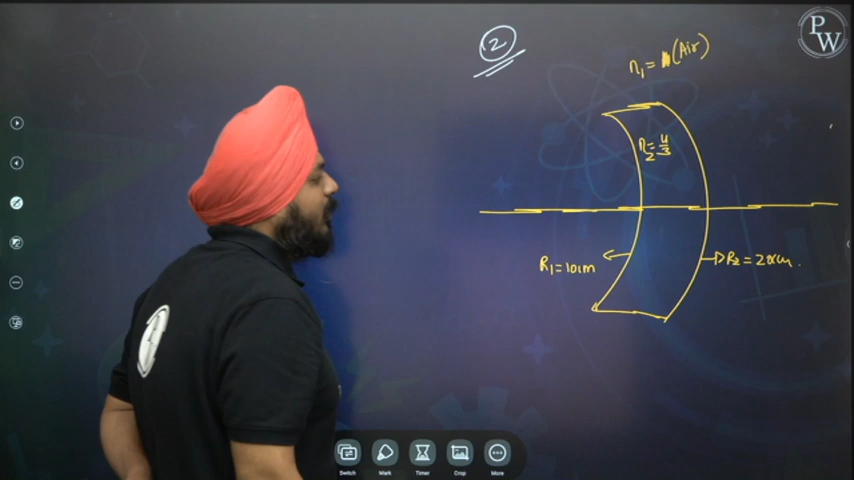 2
n₁ = 1 (Air)
n₂ = 4/3
R₁ = 10cm
R₂ = 20cm.
PW
Switch
Mark
Timer
Crop
More